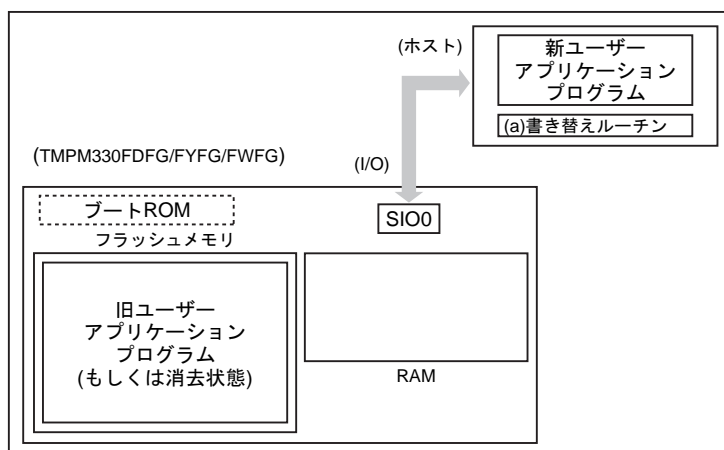 (ホスト)
新ユーザー
アプリケーション
プログラム
(a)書き替えルーチン
(TMPM330FDFG/FYFG/FWFG)
(I/O)
ブートROM
SIO0
フラッシュメモリ
旧ユーザー
アプリケーション
プログラム
(もしくは消去状態)
RAM